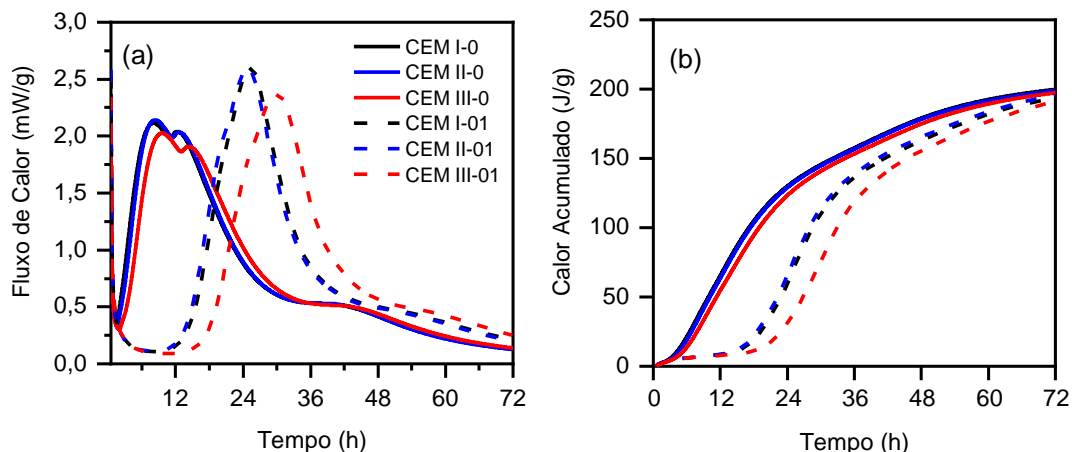 (a)
3,0
2,5
2,0
1,5
1,0
0,5
0,0
Fluxo de Calor (mW/g)
CEM I-0
CEM II-0
CEM III-0
CEM I-01
CEM II-01
CEM III-01
12 24 36 48 60 72
Tempo (h)
(b)
250
200
150
100
50
0
Calor Acumulado (J/g)
0 12 24 36 48 60 72
Tempo (h)